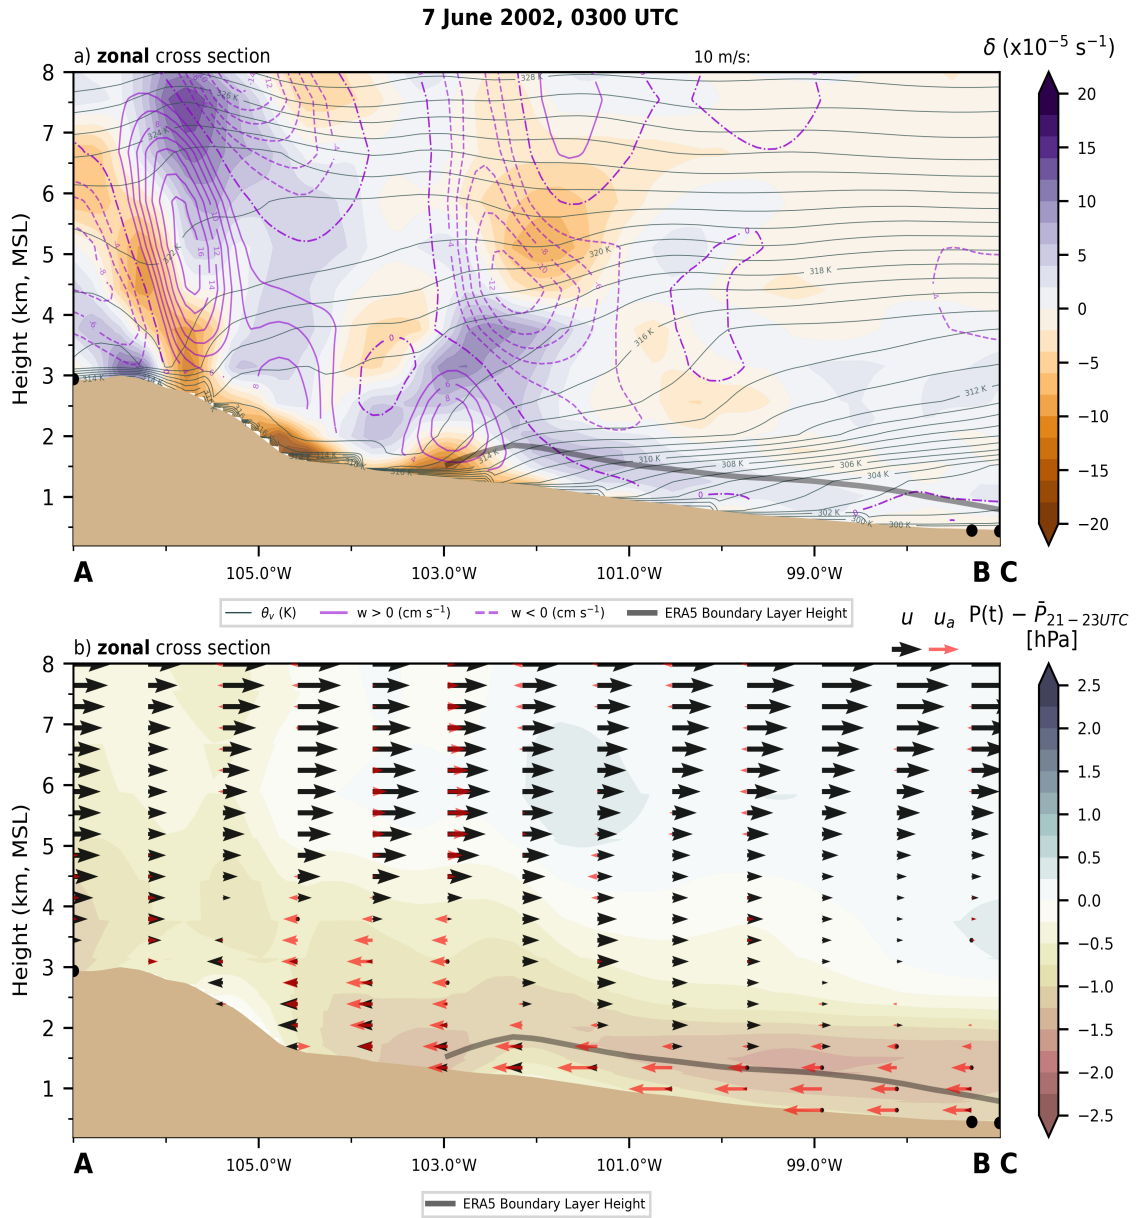 7 June 2002, 0300 UTC
a) zonal cross section
10 m/s:
δ (x10⁻⁵ s⁻¹)
8
7
6
5
4
3
2
1
Height (km, MSL)
328 K
326 K
324 K
322 K
320 K
318 K
316 K
314 K
312 K
310 K
308 K
306 K
304 K
302 K
300 K
300 K
20
15
10
5
0
−5
−10
−15
−20
A
105.0°W
103.0°W
101.0°W
99.0°W
B C
θᵥ (K)
w > 0 (cm s⁻¹)
w < 0 (cm s⁻¹)
ERA5 Boundary Layer Height
b) zonal cross section
u
uₐ
P(t) − P̄₂₁₋₂₃UTC
[hPa]
8
7
6
5
4
3
2
1
Height (km, MSL)
2.5
2.0
1.5
1.0
0.5
0.0
−0.5
−1.0
−1.5
−2.0
−2.5
A
105.0°W
103.0°W
101.0°W
99.0°W
B C
ERA5 Boundary Layer Height